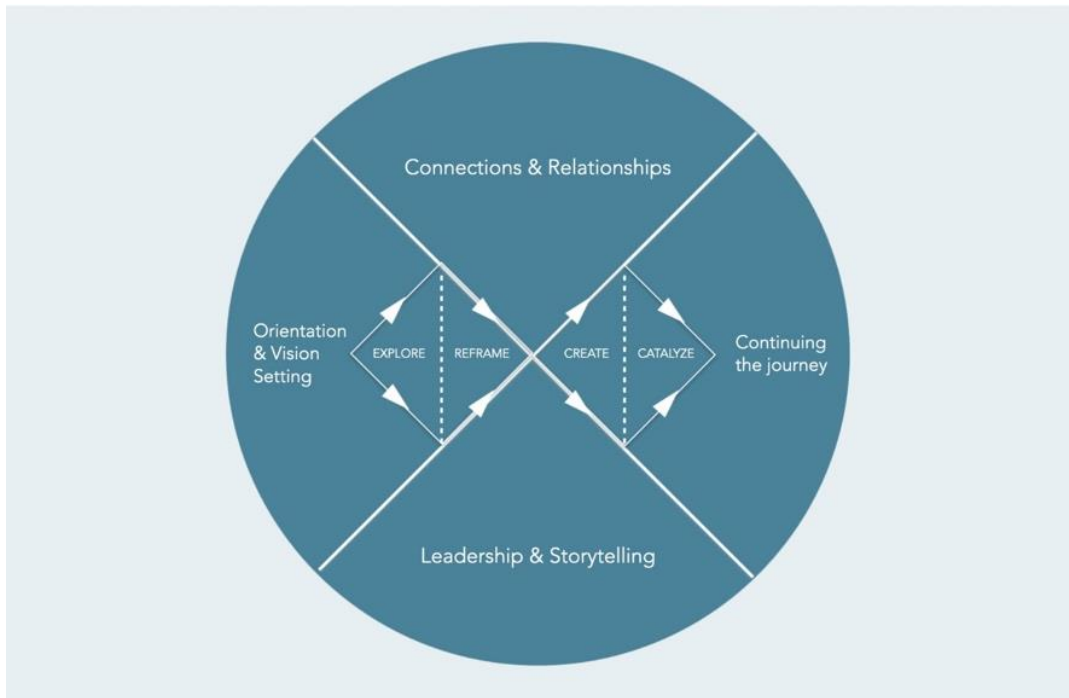 Connections & Relationships
Orientation
& Vision
Setting
EXPLORE
REFRAME
CREATE
CATALYZE
Continuing
the journey
Leadership & Storytelling